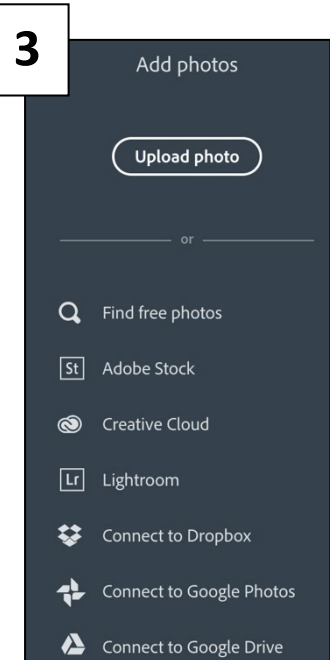 3
Add photos
Upload photo
or
Find free photos
St Adobe Stock
Creative Cloud
Lr Lightroom
Connect to Dropbox
Connect to Google Photos
Connect to Google Drive